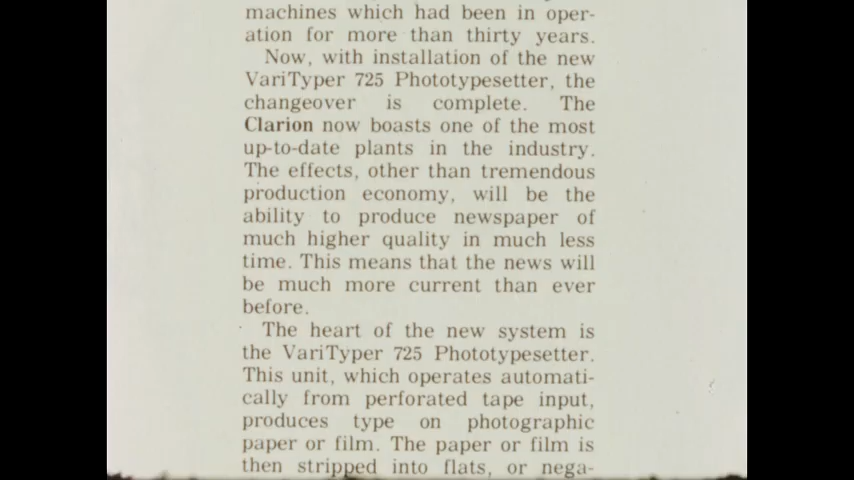 machines which had been in oper-
ation for more than thirty years.
Now, with installation of the new
VariTyper 725 Phototypesetter, the
changeover is complete. The
Clarion now boasts one of the most
up-to-date plants in the industry.
The effects, other than tremendous
production economy, will be the
ability to produce newspaper of
much higher quality in much less
time. This means that the news will
be much more current than ever
before.
The heart of the new system is
the VariTyper 725 Phototypesetter.
This unit, which operates automati-
cally from perforated tape input,
produces type on photographic
paper or film. The paper or film is
then stripped into flats, or nega-